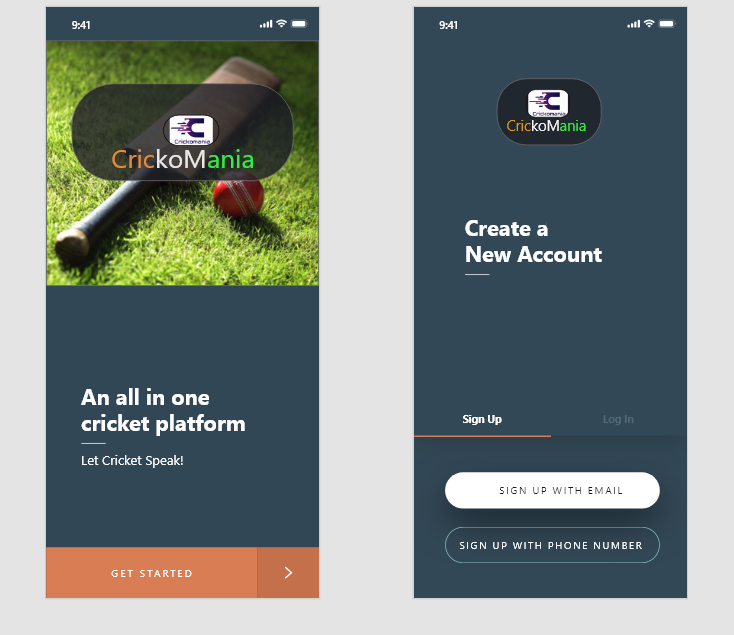 9:41
Crickomania
CrickoMania
An all in one
cricket platform
Let Cricket Speak!
GET STARTED
9:41
Crickomania
CrickoMania
Create a
New Account
Sign Up
Log In
SIGN UP WITH EMAIL
SIGN UP WITH PHONE NUMBER